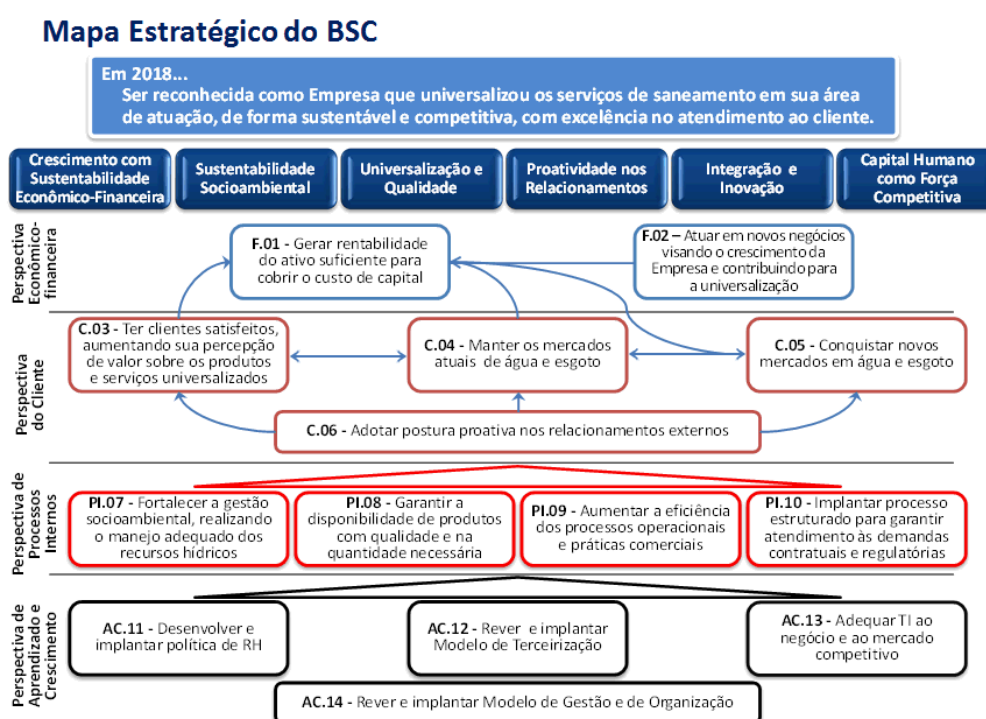 Mapa Estratégico do BSC
Em 2018...
Ser reconhecida como Empresa que universalizou os serviços de saneamento em sua área
de atuação, de forma sustentável e competitiva, com excelência no atendimento ao cliente.
Crescimento com
Sustentabilidade
Econômico-Financeira
Sustentabilidade
Socioambiental
Universalização e
Qualidade
Proatividade nos
Relacionamentos
Integração e
Inovação
Capital Humano
como Força
Competitiva
Perspectiva
Econômico-
financeira
F.01 - Gerar rentabilidade
do ativo suficiente para
cobrir o custo de capital
F.02 – Atuar em novos negócios
visando o crescimento da
Empresa e contribuindo para
a universalização
Perspectiva
do Cliente
C.03 - Ter clientes satisfeitos,
aumentando sua percepção
de valor sobre os produtos
e serviços universalizados
C.04 - Manter os mercados
atuais de água e esgoto
C.05 - Conquistar novos
mercados em água e esgoto
C.06 - Adotar postura proativa nos relacionamentos externos
Perspectiva de
Processos
Internos
PI.07 - Fortalecer a gestão
socioambiental, realizando
o manejo adequado dos
recursos hídricos
PI.08 - Garantir a
disponibilidade de produtos
com qualidade e na
quantidade necessária
PI.09 - Aumentar a eficiência
dos processos operacionais
e práticas comerciais
PI.10 - Implantar processo
estruturado para garantir
atendimento às demandas
contratuais e regulatórias
Perspectiva de
Aprendizado e
Crescimento
AC.11 - Desenvolver e
implantar política de RH
AC.12 - Rever e implantar
Modelo de Terceirização
AC.13 - Adequar TI ao
negócio e ao mercado
competitivo
AC.14 - Rever e implantar Modelo de Gestão e de Organização